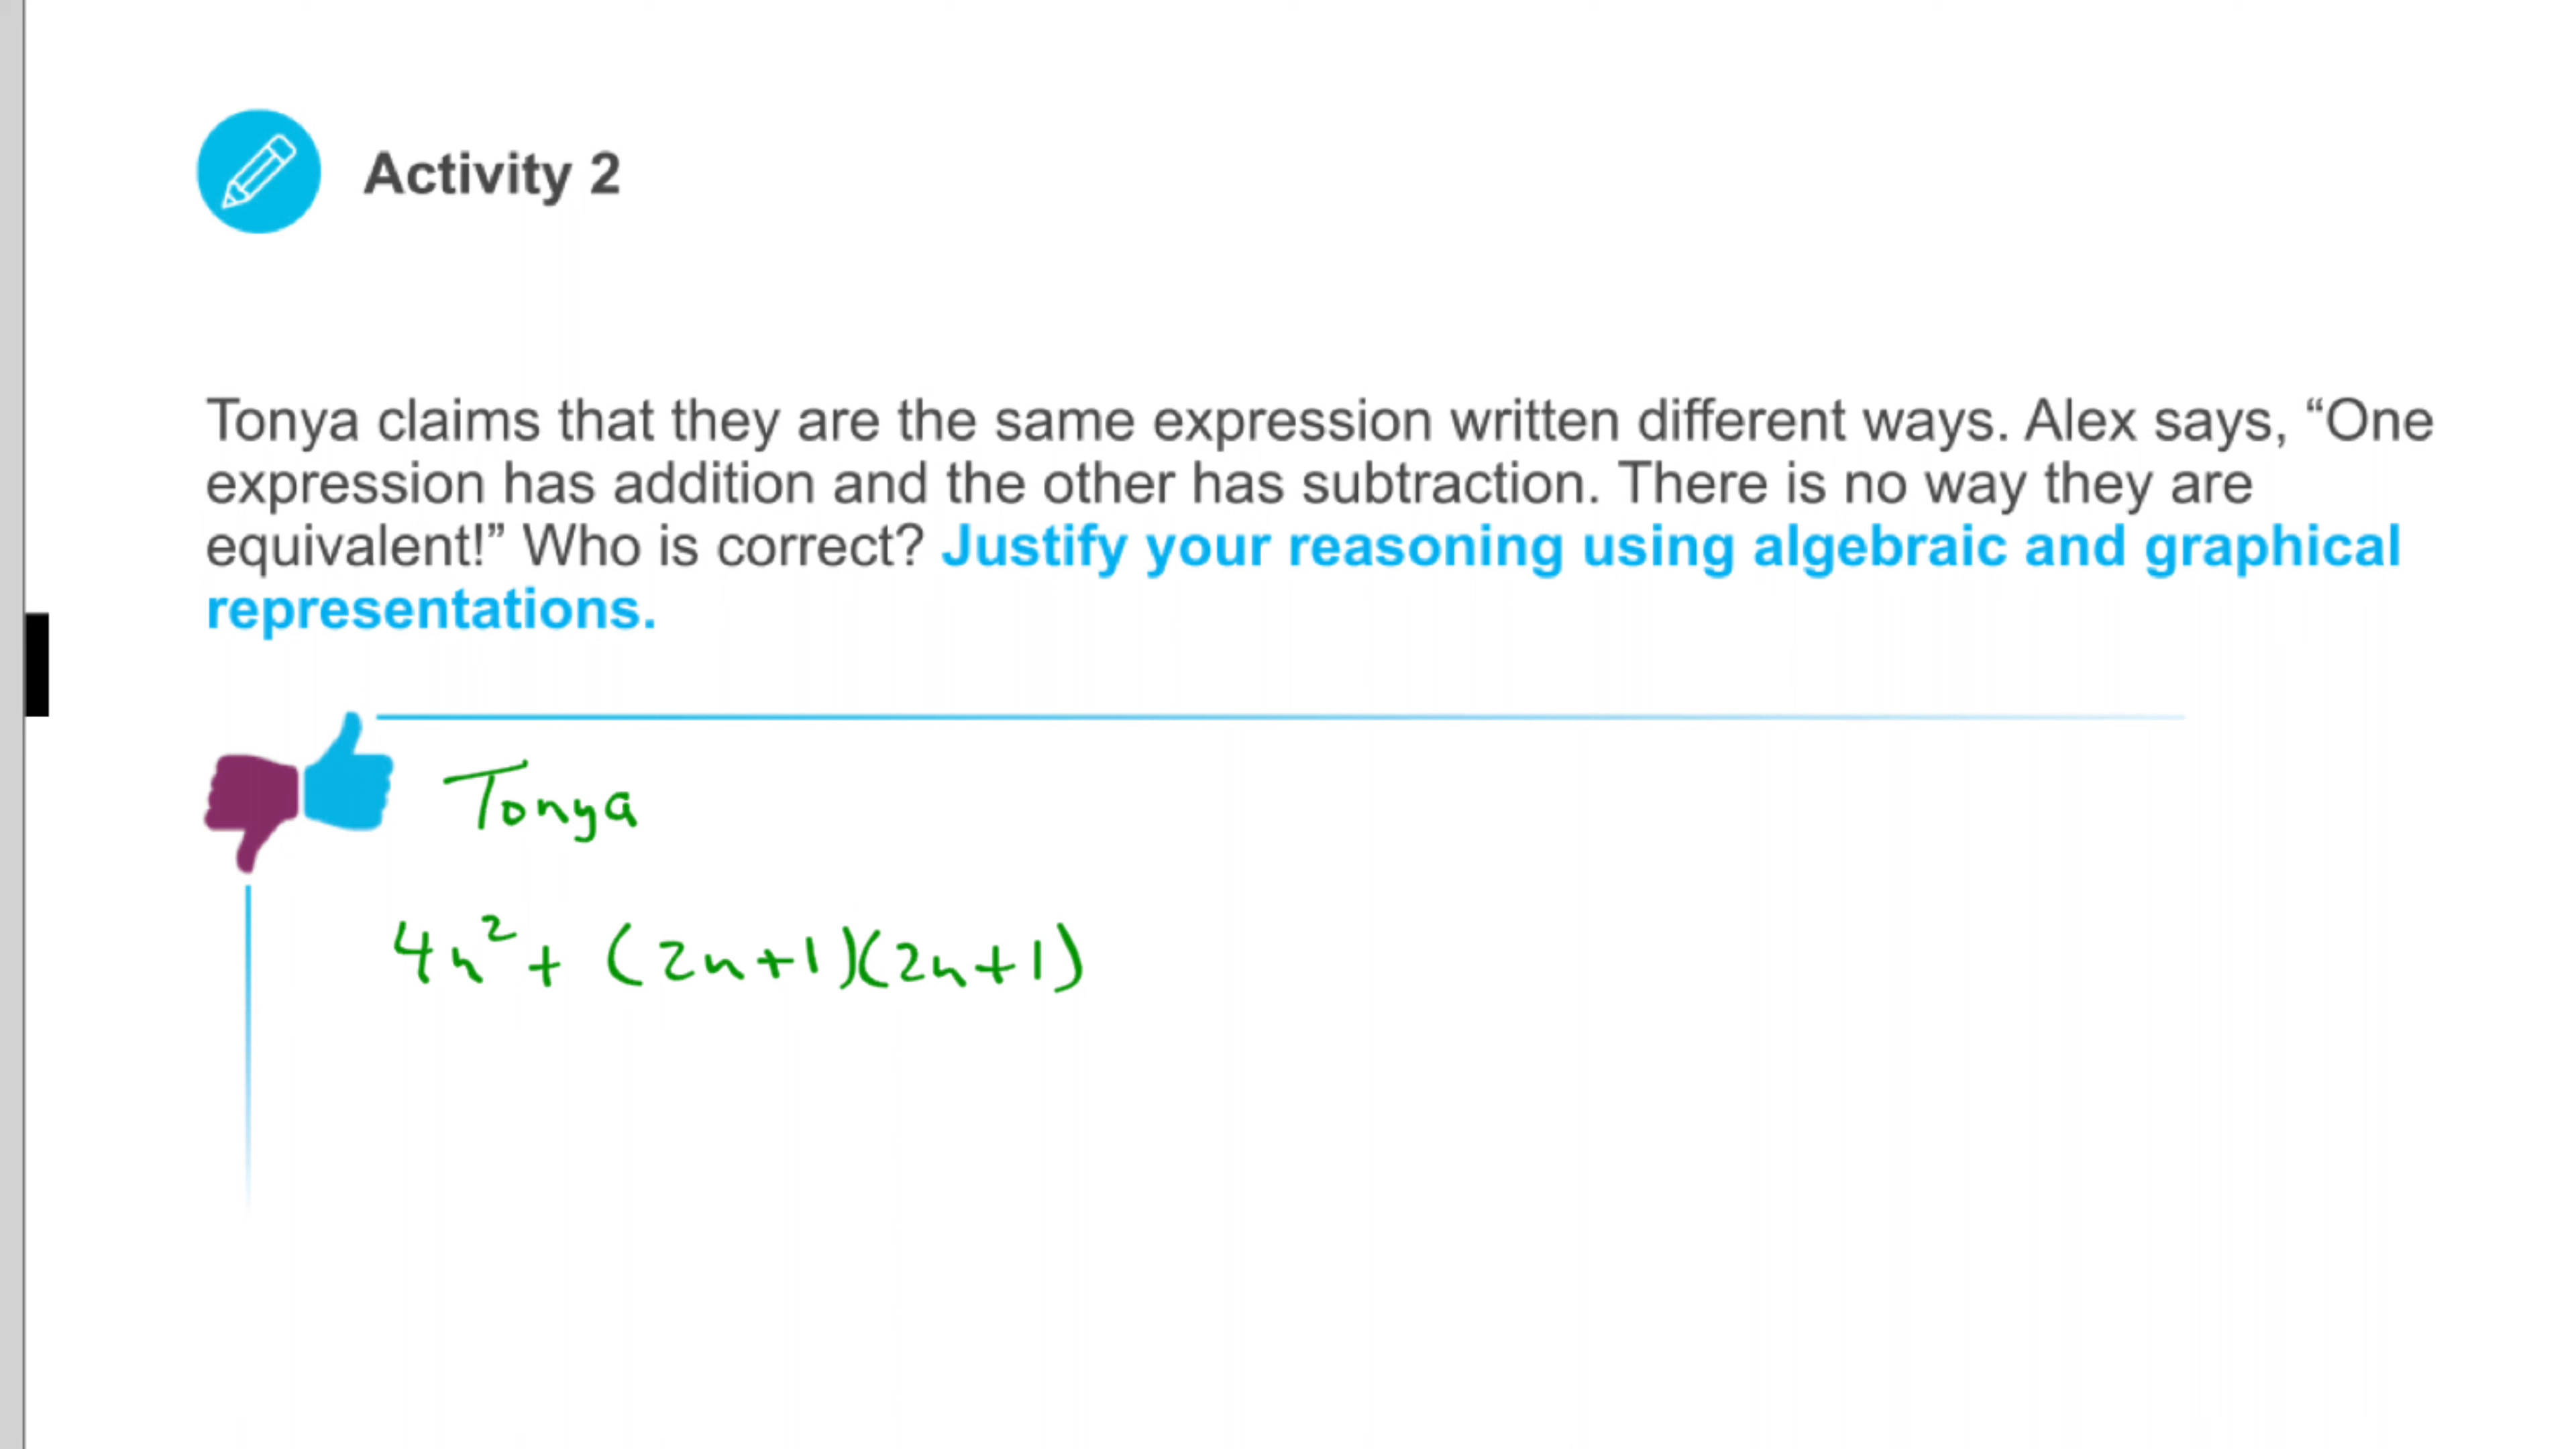 Activity 2
Tonya claims that they are the same expression written different ways. Alex says, “One
expression has addition and the other has subtraction. There is no way they are
equivalent!” Who is correct? Justify your reasoning using algebraic and graphical
representations.
Tonya
4n² + (2n+1)(2n+1)